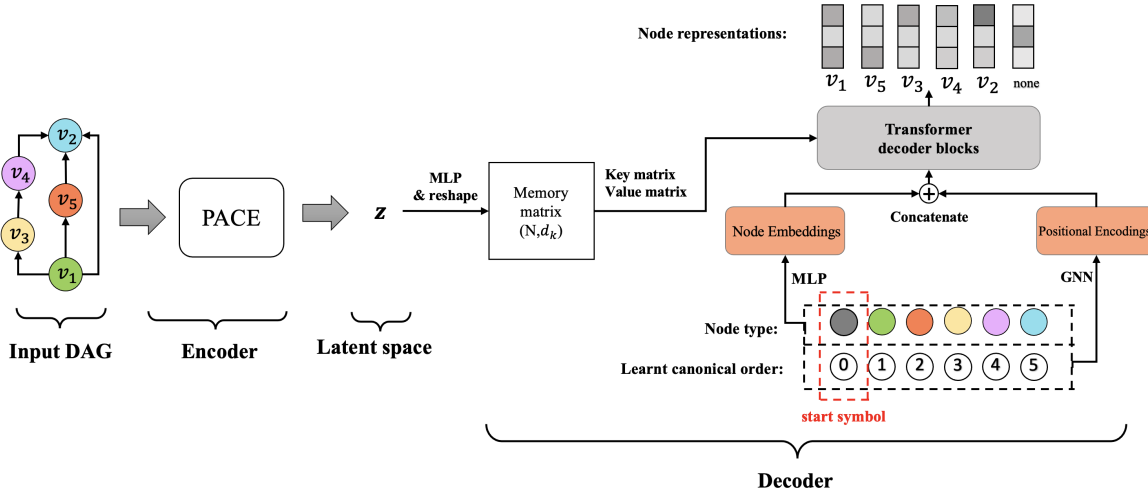 Node representations:
v1 v5 v3 v4 v2 none
Transformer
decoder blocks
v2
v4
v5
v3
v1
PACE
z
MLP
& reshape
Memory
matrix
(N,dk)
Key matrix
Value matrix
Concatenate
Node Embeddings
Positional Encodings
MLP
GNN
Node type:
Learnt canonical order:
0 1 2 3 4 5
start symbol
Input DAG
Encoder
Latent space
Decoder